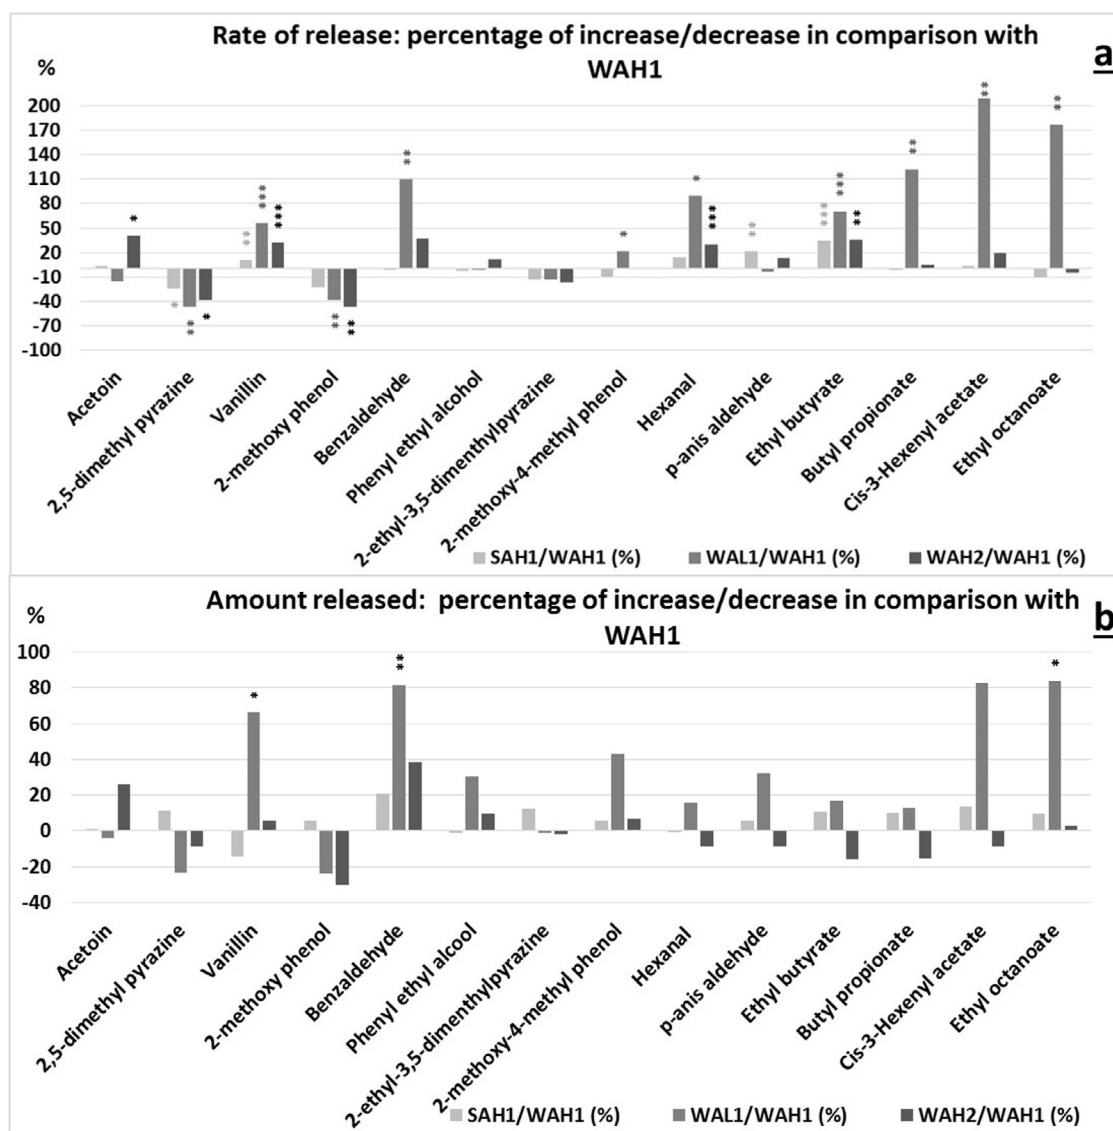 Rate of release: percentage of increase/decrease in comparison with
WAH1
a
%
200
170
140
110
80
50
20
-10
-40
-70
-100
*
*
**
*
**
***
***
**
**
**
*
*
***
**
***
***
**
**
**
**
Acetoin
2,5-dimethyl pyrazine
Vanillin
2-methoxy phenol
Benzaldehyde
Phenyl ethyl alcohol
2-ethyl-3,5-dimenthylpyrazine
2-methoxy-4-methyl phenol
Hexanal
p-anis aldehyde
Ethyl butyrate
Butyl propionate
Cis-3-Hexenyl acetate
Ethyl octanoate
SAH1/WAH1 (%) WAL1/WAH1 (%) WAH2/WAH1 (%)
Amount released: percentage of increase/decrease in comparison with
WAH1
b
%
100
80
60
40
20
0
-20
-40
*
**
*
Acetoin
2,5-dimethyl pyrazine
Vanillin
2-methoxy phenol
Benzaldehyde
Phenyl ethyl alcool
2-ethyl-3,5-dimenthylpyrazine
2-methoxy-4-methyl phenol
Hexanal
p-anis aldehyde
Ethyl butyrate
Butyl propionate
Cis-3-Hexenyl acetate
Ethyl octanoate
SAH1/WAH1 (%) WAL1/WAH1 (%) WAH2/WAH1 (%)